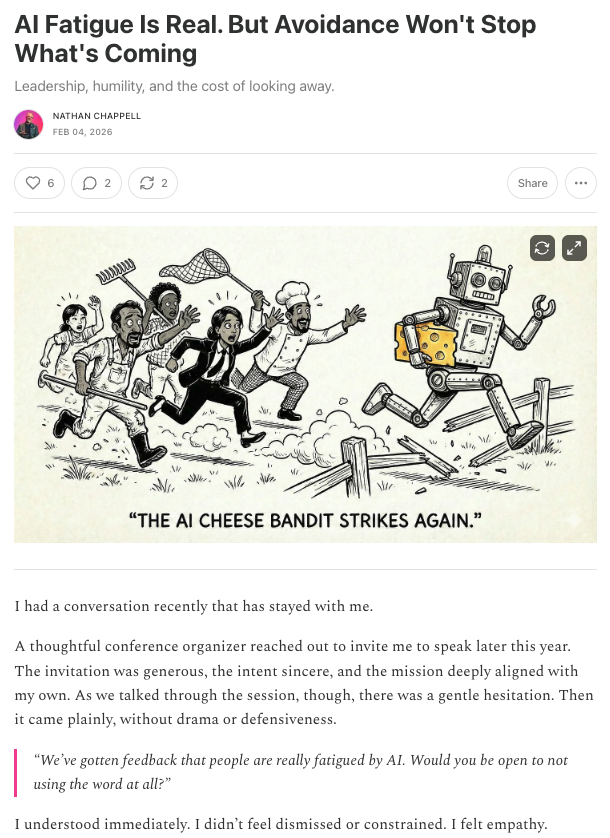 AI Fatigue Is Real. But Avoidance Won't Stop
What's Coming
Leadership, humility, and the cost of looking away.
NATHAN CHAPPELL
FEB 04, 2026
6
2
2
Share
“THE AI CHEESE BANDIT STRIKES AGAIN.”
I had a conversation recently that has stayed with me.
A thoughtful conference organizer reached out to invite me to speak later this year.
The invitation was generous, the intent sincere, and the mission deeply aligned with
my own. As we talked through the session, though, there was a gentle hesitation. Then
it came plainly, without drama or defensiveness.
“We’ve gotten feedback that people are really fatigued by AI. Would you be open to not
using the word at all?”
I understood immediately. I didn’t feel dismissed or constrained. I felt empathy.